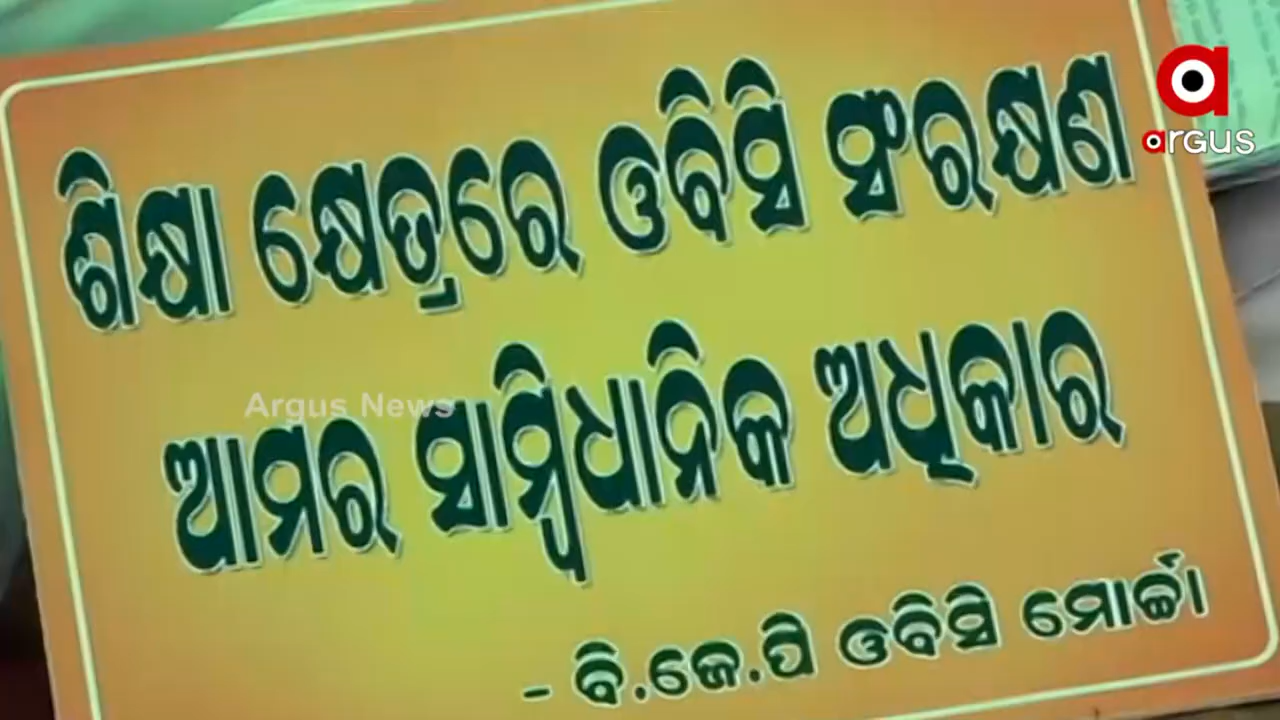 ଶିକ୍ଷା କ୍ଷେତ୍ରରେ ଓବିସି ସଂରକ୍ଷଣ
ଆମର ସାମ୍ବିଧାନିକ ଅଧିକାର
- ବି.ଜେ.ପି ଓବିସି ମୋର୍ଚ୍ଚା
Argus News
argus